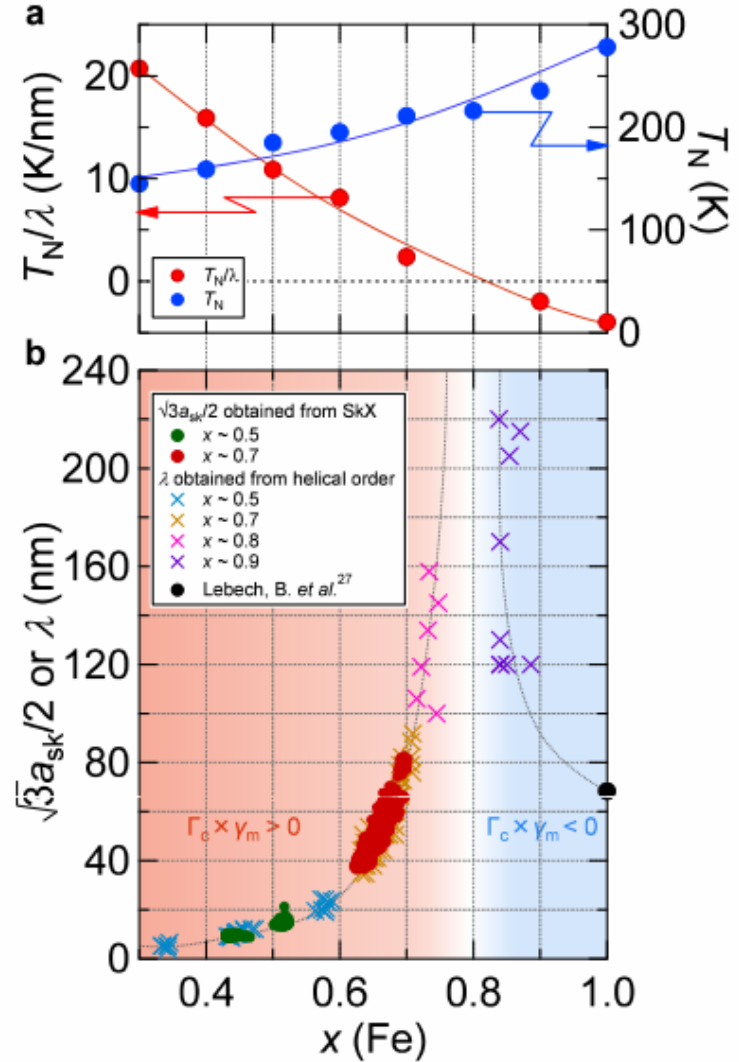 a
300
200
100
0
T_N (K)
20
10
0
T_N/λ (K/nm)
T_N/λ
T_N
b
240
200
160
120
80
40
0
√3a_sk/2 or λ (nm)
√3a_sk/2 obtained from SkX
x ~ 0.5
x ~ 0.7
λ obtained from helical order
x ~ 0.5
x ~ 0.7
x ~ 0.8
x ~ 0.9
Lebech, B. et al.²⁷
Γ_c × γ_m > 0
Γ_c × γ_m < 0
0.4 0.6 0.8 1.0
x (Fe)